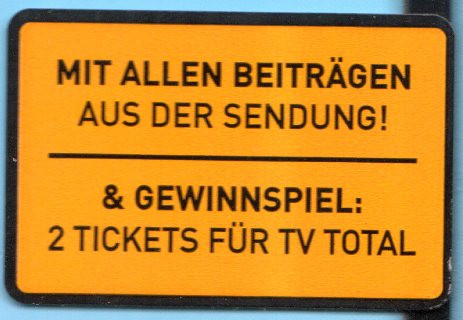 MIT ALLEN BEITRÄGEN
AUS DER SENDUNG!
& GEWINNSPIEL:
2 TICKETS FÜR TV TOTAL